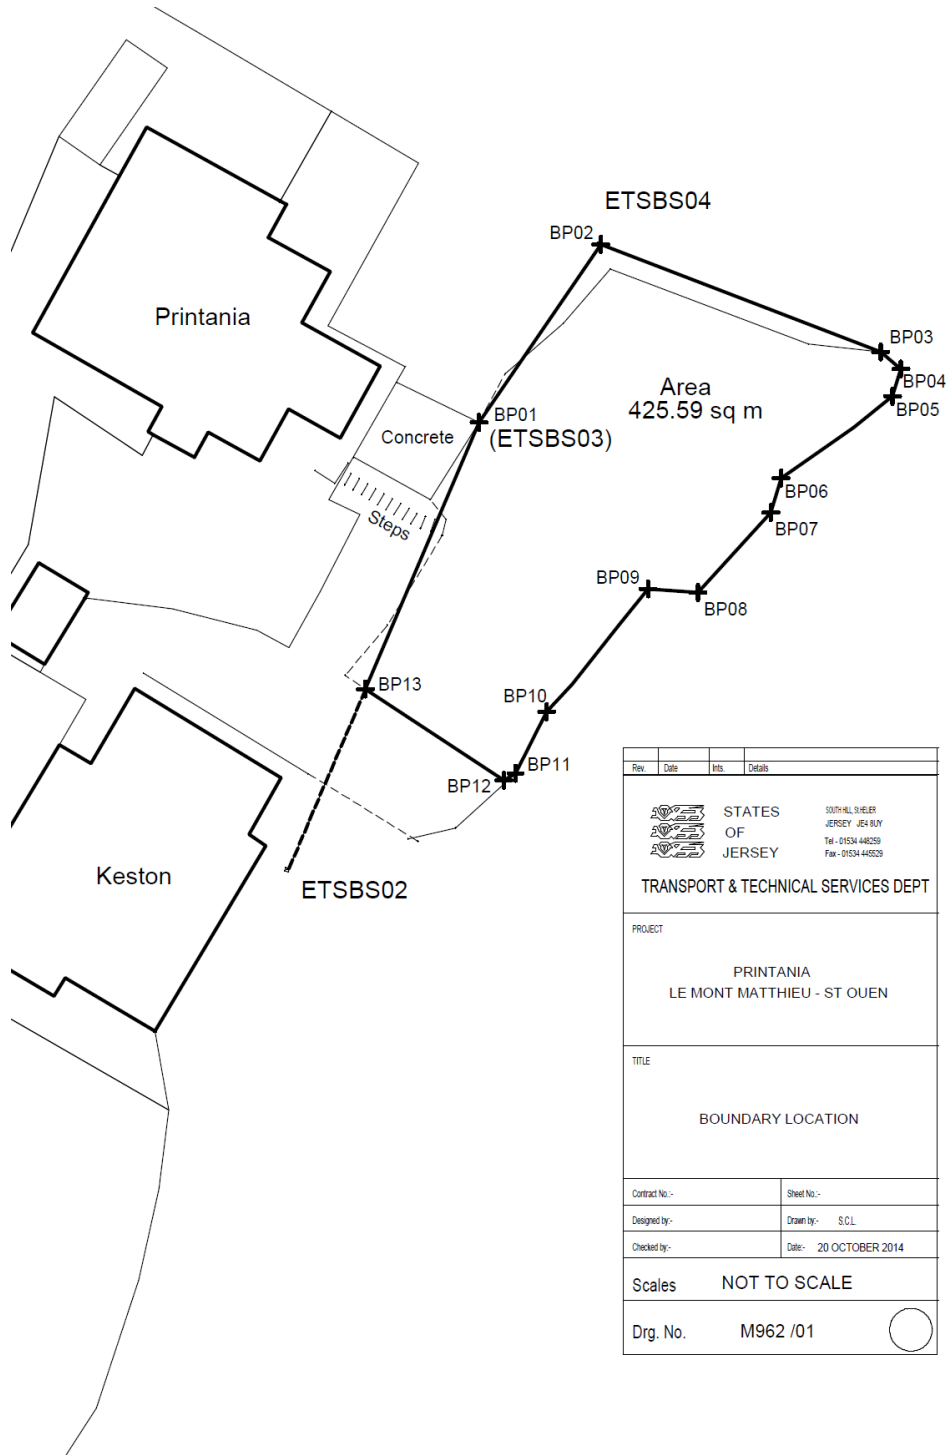 ETSBS04
BP02
Printania
BP03
BP04
Area
425.59 sq m
BP05
BP01
(ETSBS03)
Concrete
Steps
BP06
BP07
BP09
BP08
BP13
BP10
BP11
BP12
Keston
ETSBS02
Rev. Date Ints. Details
STATES
OF
JERSEY
SOUTH HILL, St.HELIER
JERSEY JE4 8UY
Tel - 01534 448259
Fax - 01534 445529
TRANSPORT & TECHNICAL SERVICES DEPT
PROJECT
PRINTANIA
LE MONT MATTHIEU - ST OUEN
TITLE
BOUNDARY LOCATION
Contract No.:- Sheet No.:-
Designed by:- Drawn by:- S.C.L.
Checked by:- Date:- 20 OCTOBER 2014
Scales NOT TO SCALE
Drg. No. M962 /01